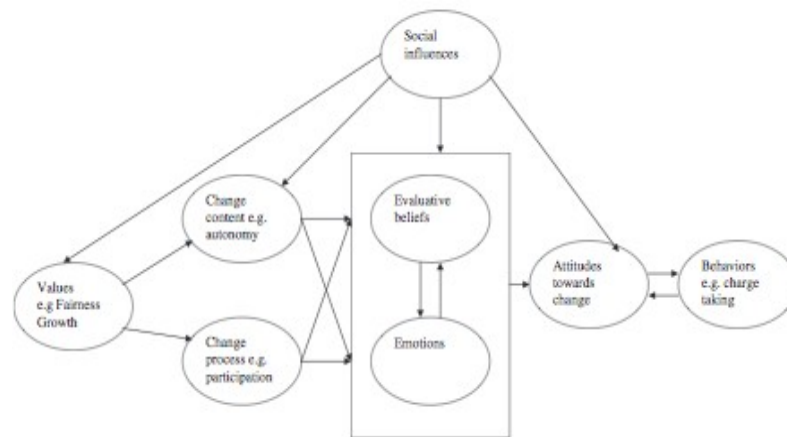 Social
influences
Change
content e.g.
autonomy
Evaluative
beliefs
Values
e.g Fairness
Growth
Attitudes
towards
change
Behaviors
e.g. charge
taking
Change
process e.g.
participation
Emotions